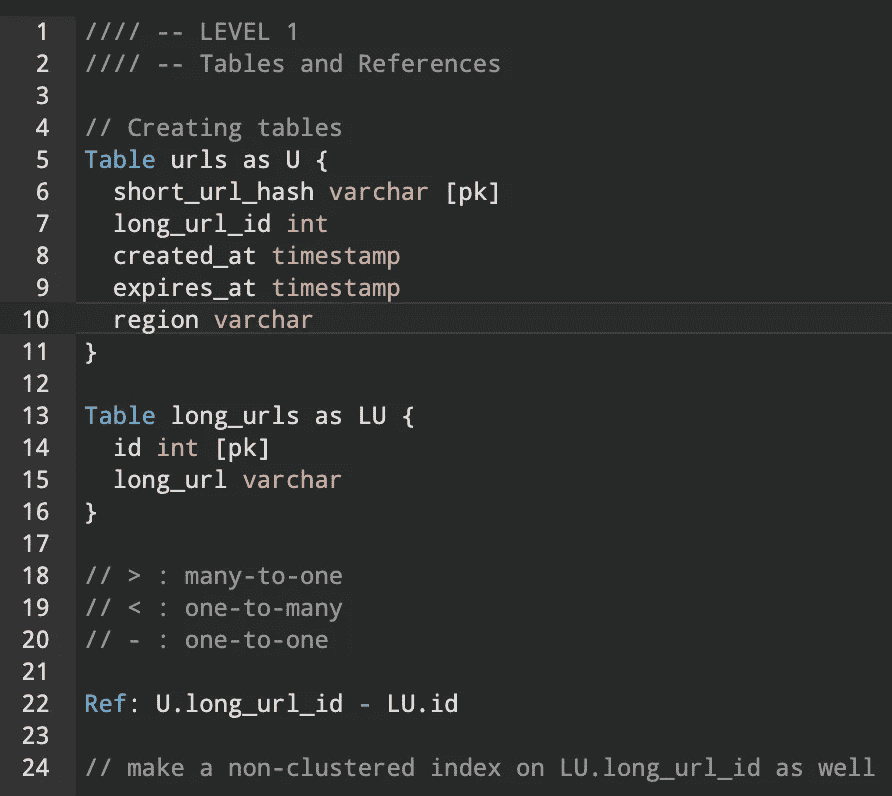 1 //// -- LEVEL 1
2 //// -- Tables and References
3
4 // Creating tables
5 Table urls as U {
6   short_url_hash varchar [pk]
7   long_url_id int
8   created_at timestamp
9   expires_at timestamp
10   region varchar
11 }
12
13 Table long_urls as LU {
14   id int [pk]
15   long_url varchar
16 }
17
18 // > : many-to-one
19 // < : one-to-many
20 // - : one-to-one
21
22 Ref: U.long_url_id - LU.id
23
24 // make a non-clustered index on LU.long_url_id as well